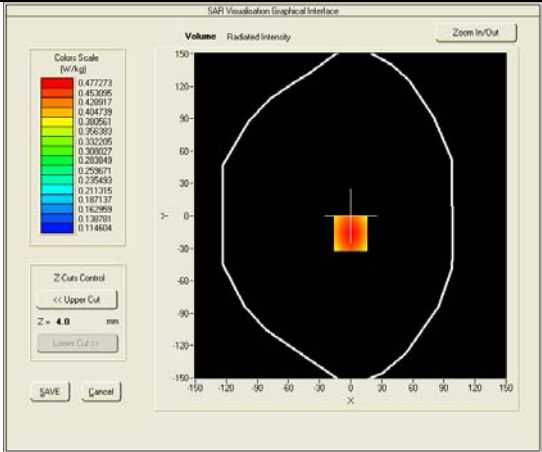 SAR Visualisation Graphical Interface
Volume Radiated Intensity
Zoom In/Out
Colors Scale
(W/kg)
0.477273
0.453095
0.428917
0.404739
0.380561
0.356383
0.332205
0.308027
0.283849
0.259671
0.235493
0.211315
0.187137
0.162959
0.138781
0.114604
Z-Cuts Control
<< Upper Cut
Z = 4.0 mm
Lower Cut >>
SAVE Cancel
150
120
90
60
30
0
-30
-60
-90
-120
-150
Y
-150 -120 -90 -60 -30 0 30 60 90 120 150
X